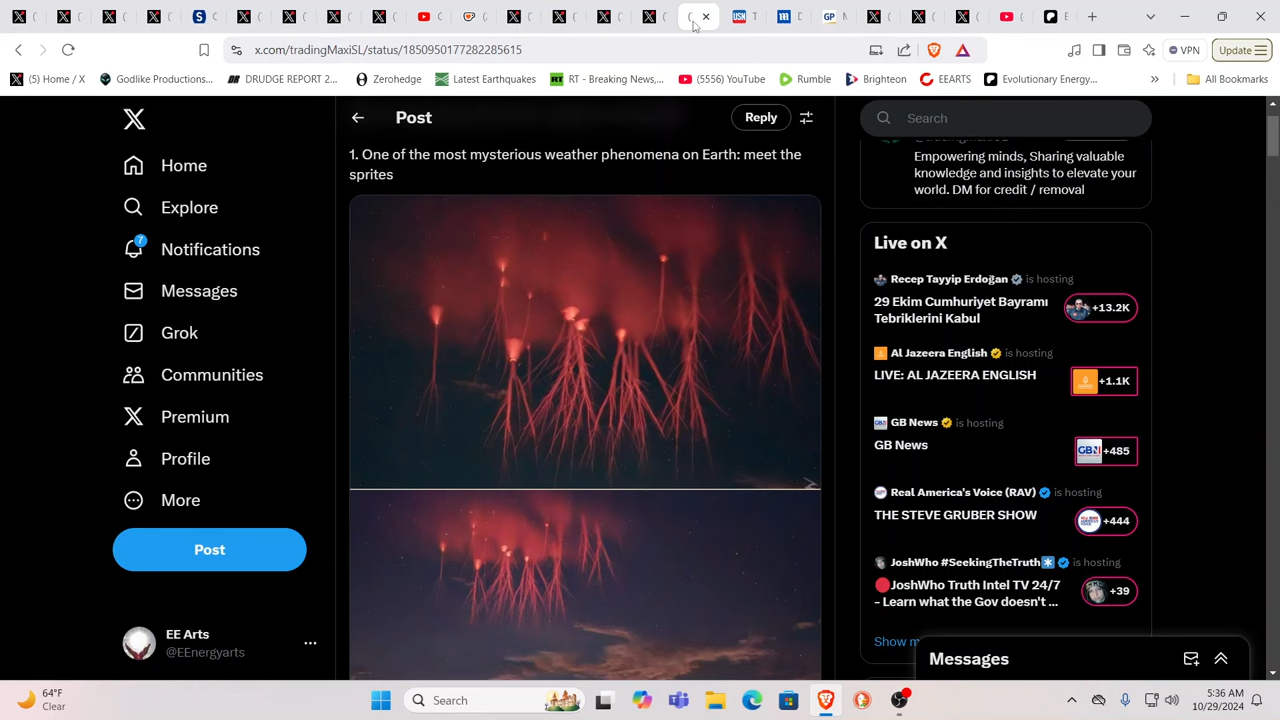 USN
GP
x.com/tradingMaxiSL/status/1850950177282285615
VPN
Update
(5) Home / X
Godlike Productions...
DRUDGE REPORT 2...
Zerohedge
Latest Earthquakes
RT - Breaking News,...
(555) YouTube
Rumble
Brighteon
EEARTS
Evolutionary Energy...
»
All Bookmarks
Home
Explore
7
Notifications
Messages
Grok
Communities
Premium
Profile
More
Post
EE Arts
@EEnergyarts
Post
Reply
1. One of the most mysterious weather phenomena on Earth: meet the
sprites
Search
Empowering minds, Sharing valuable
knowledge and insights to elevate your
world. DM for credit / removal
Live on X
Recep Tayyip Erdoğan is hosting
29 Ekim Cumhuriyet Bayramı
Tebriklerini Kabul
+13.2K
Al Jazeera English is hosting
LIVE: AL JAZEERA ENGLISH
+1.1K
GB News is hosting
GB News
GBN
+485
Real America's Voice (RAV) is hosting
THE STEVE GRUBER SHOW
+444
JoshWho #SeekingTheTruth is hosting
JoshWho Truth Intel TV 24/7
- Learn what the Gov doesn't ...
+39
Show m
Messages
64°F
Clear
Search
5:36 AM
10/29/2024